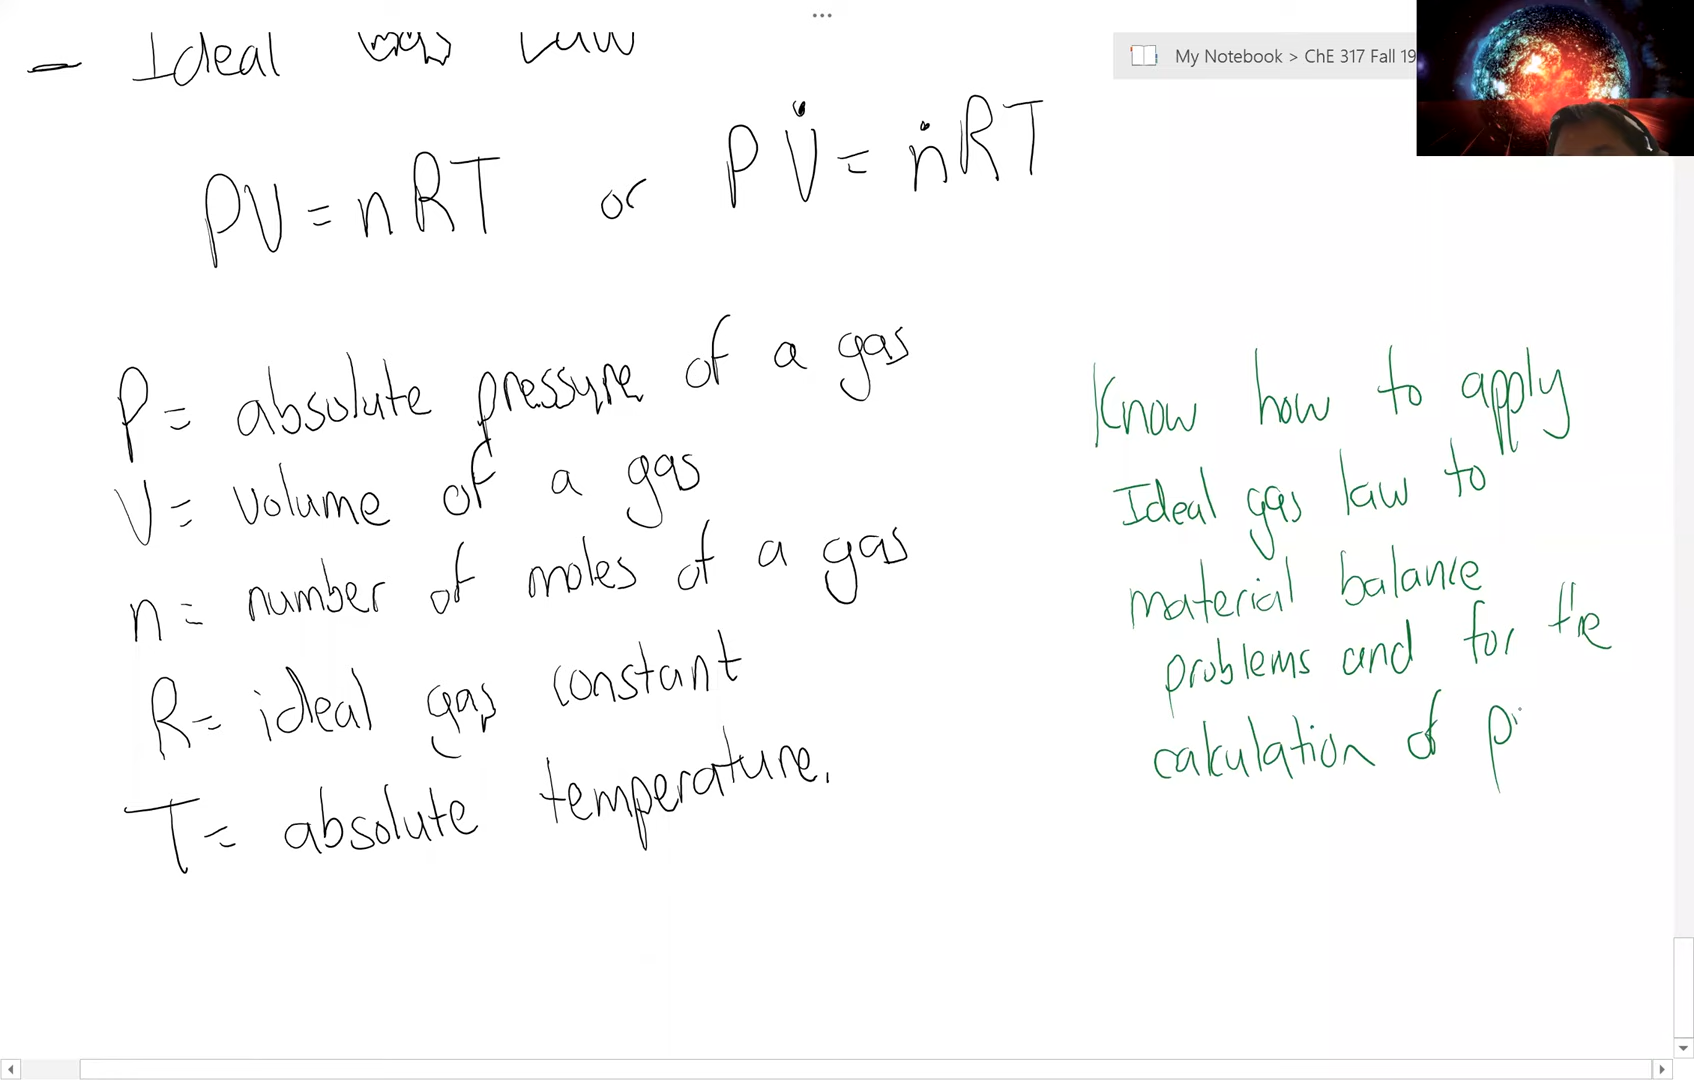 - Ideal Gas Law
My Notebook > ChE 317 Fall 19
PV = nRT or PV̇ = ṅRT
P = absolute pressure of a gas
V = volume of a gas
n = number of moles of a gas
R = ideal gas constant
T = absolute temperature.
Know how to apply
Ideal gas law to
material balance
problems and for the
calculation of